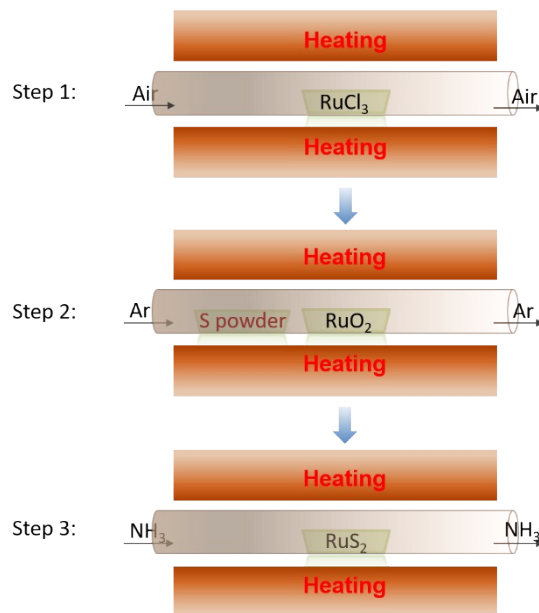 Heating
Step 1:
Air
RuCl₃
Air
Heating
Heating
Step 2:
Ar
S powder
RuO₂
Ar
Heating
Heating
Step 3:
NH₃
RuS₂
NH₃
Heating